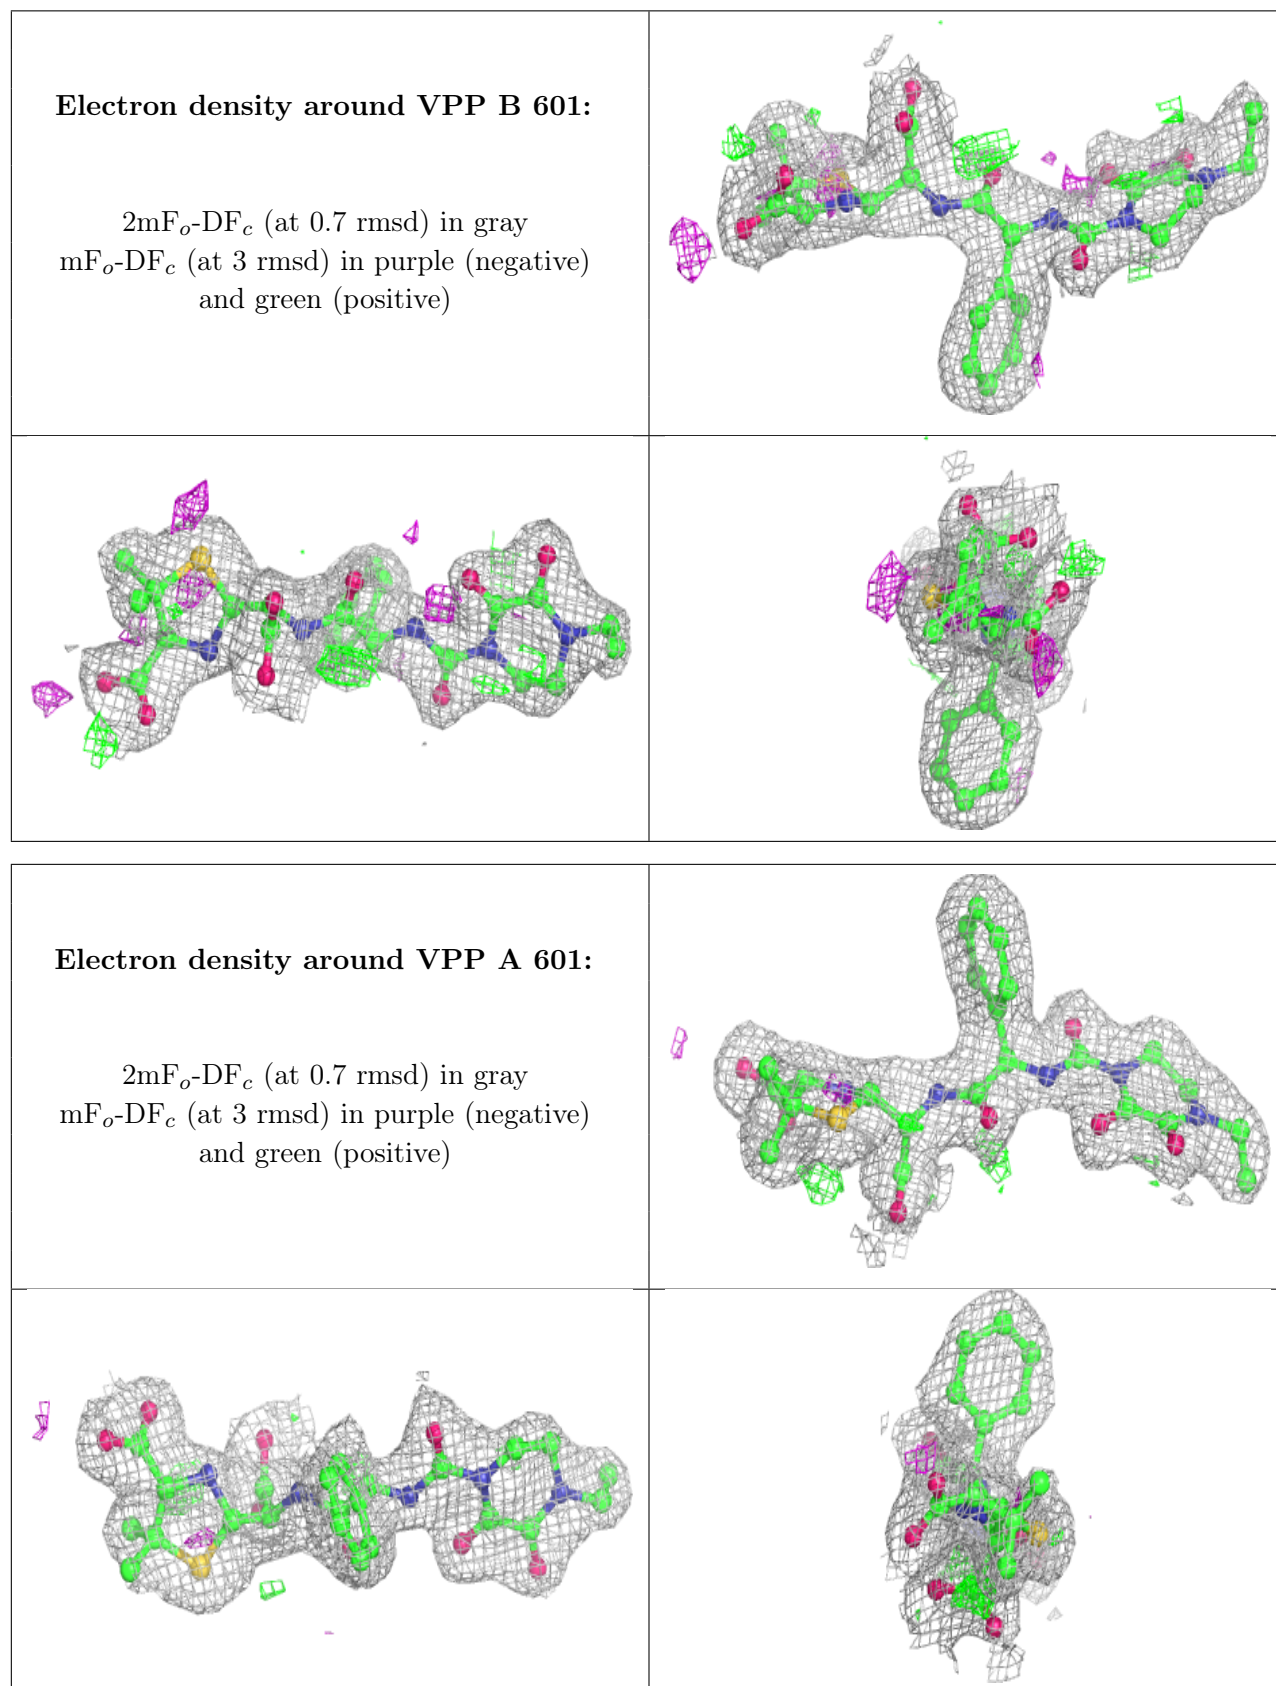 Electron density around VPP B 601:
2mFo-DFc (at 0.7 rmsd) in gray
mFo-DFc (at 3 rmsd) in purple (negative)
and green (positive)
Electron density around VPP A 601:
2mFo-DFc (at 0.7 rmsd) in gray
mFo-DFc (at 3 rmsd) in purple (negative)
and green (positive)